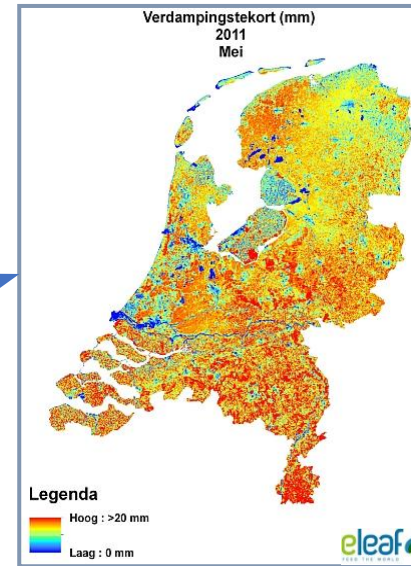 Verdampingstekort (mm)
2011
Mei
Legenda
Hoog : >20 mm
Laag : 0 mm
eleaf
FEED THE WORLD